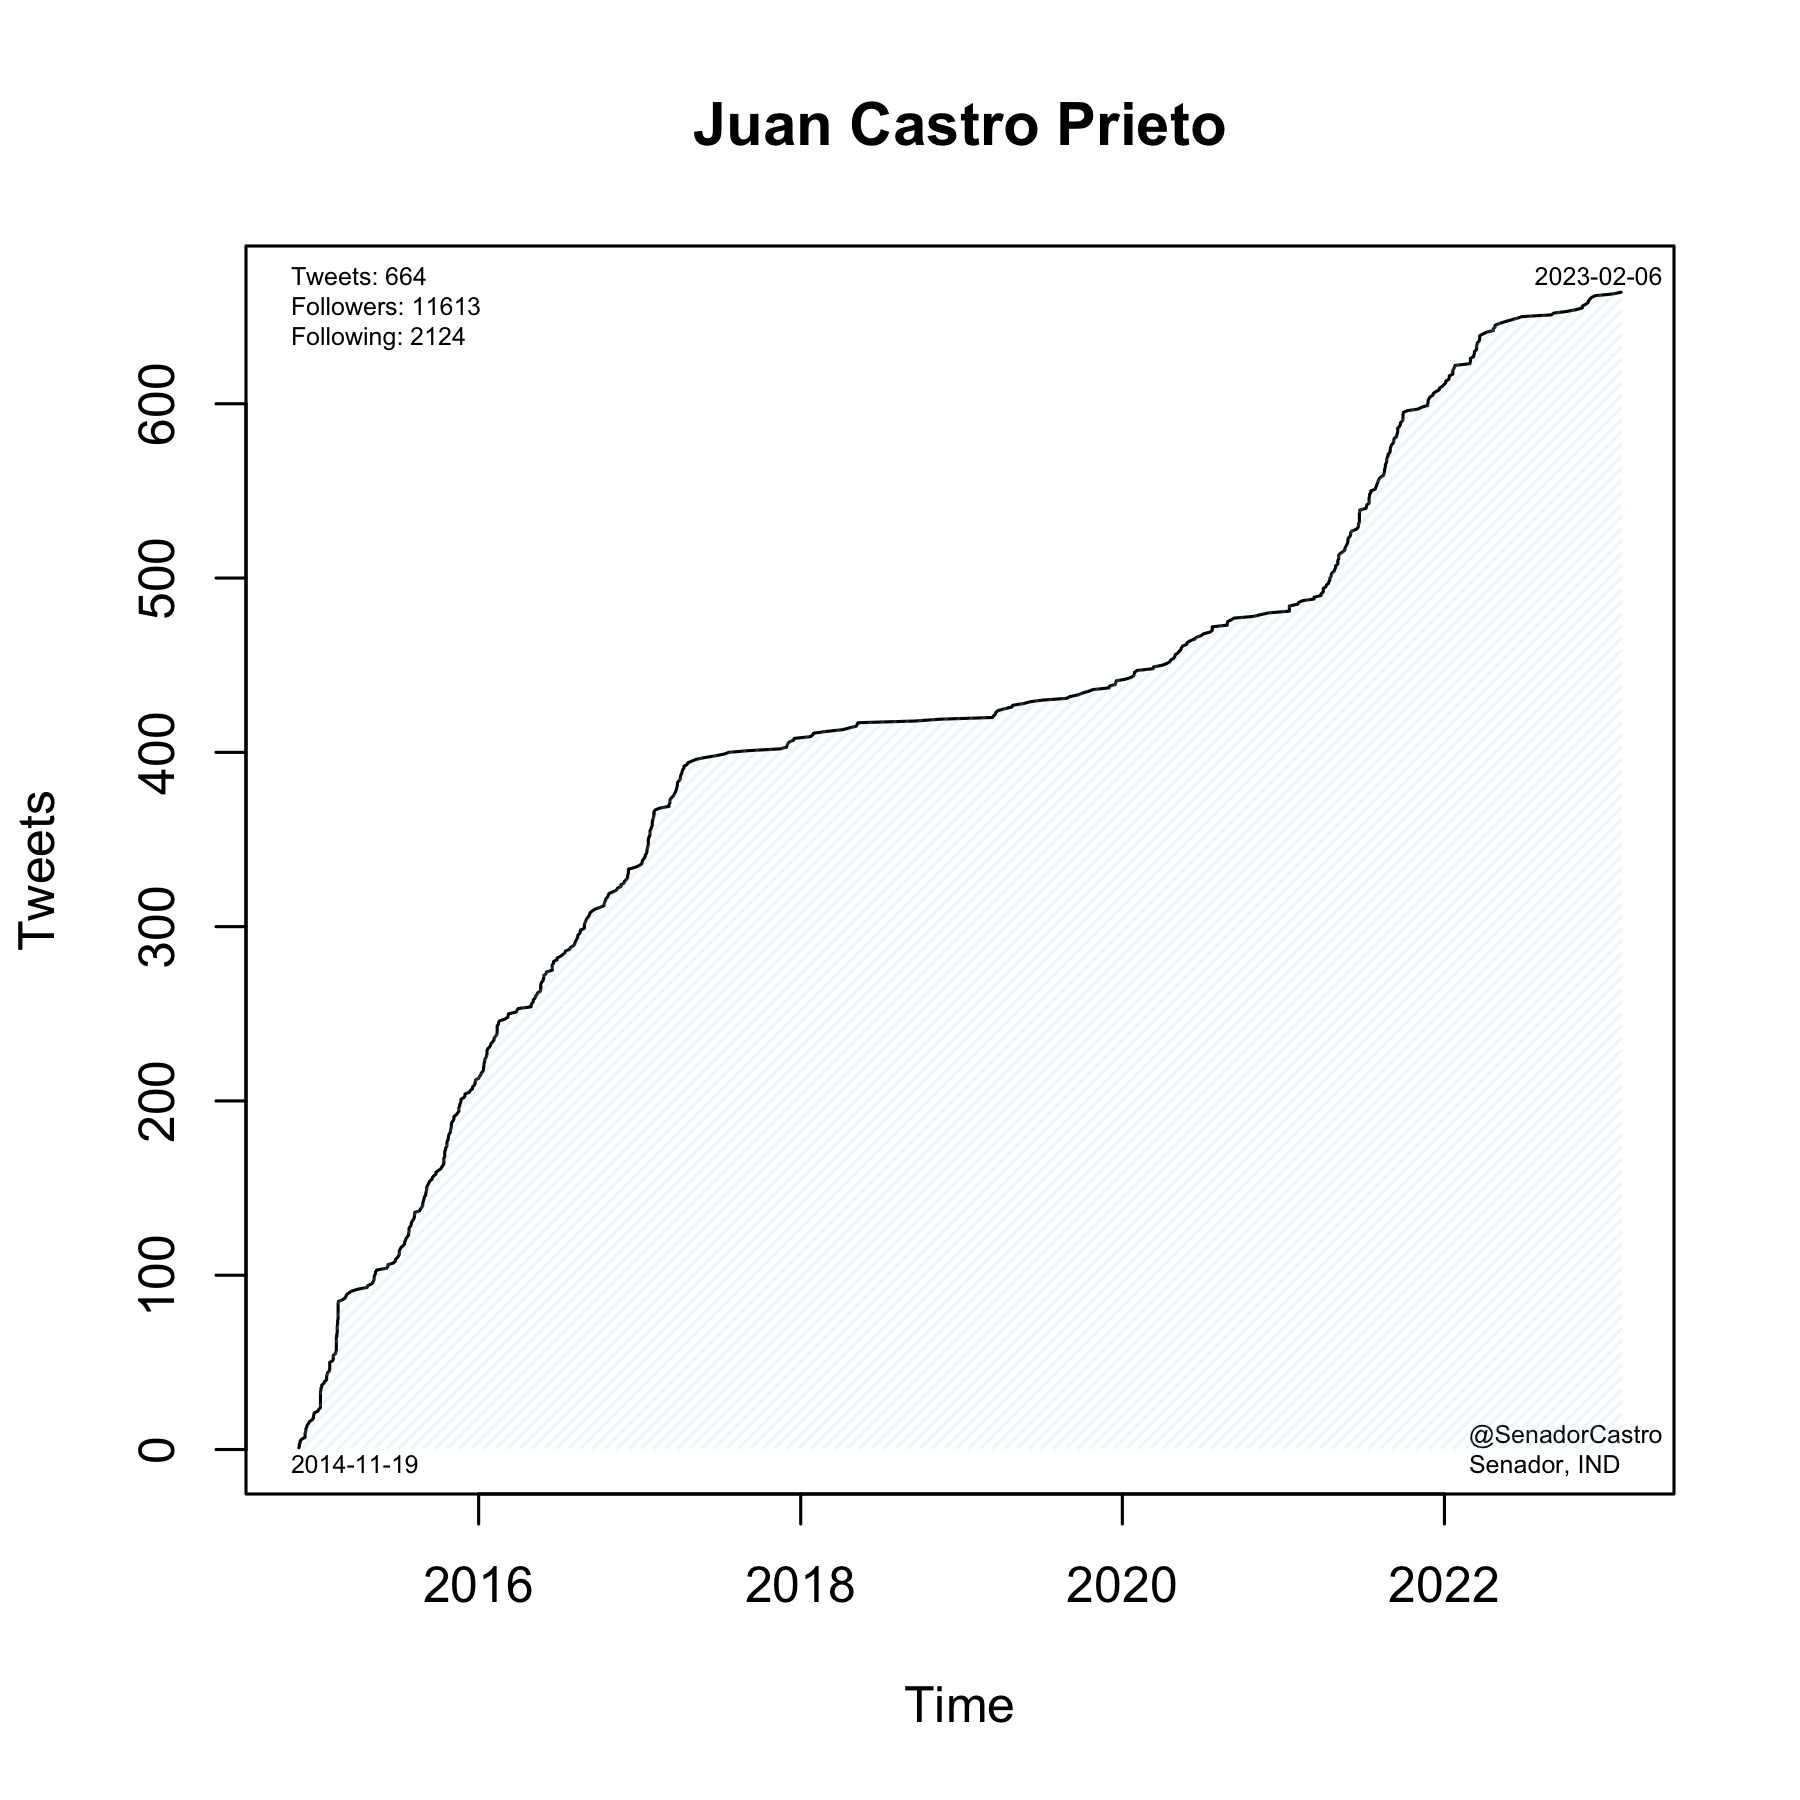 Juan Castro Prieto
Tweets: 664
Followers: 11613
Following: 2124
2023-02-06
600
500
400
300
200
100
0
Tweets
@SenadorCastro
Senador, IND
2014-11-19
2016
2018
2020
2022
Time